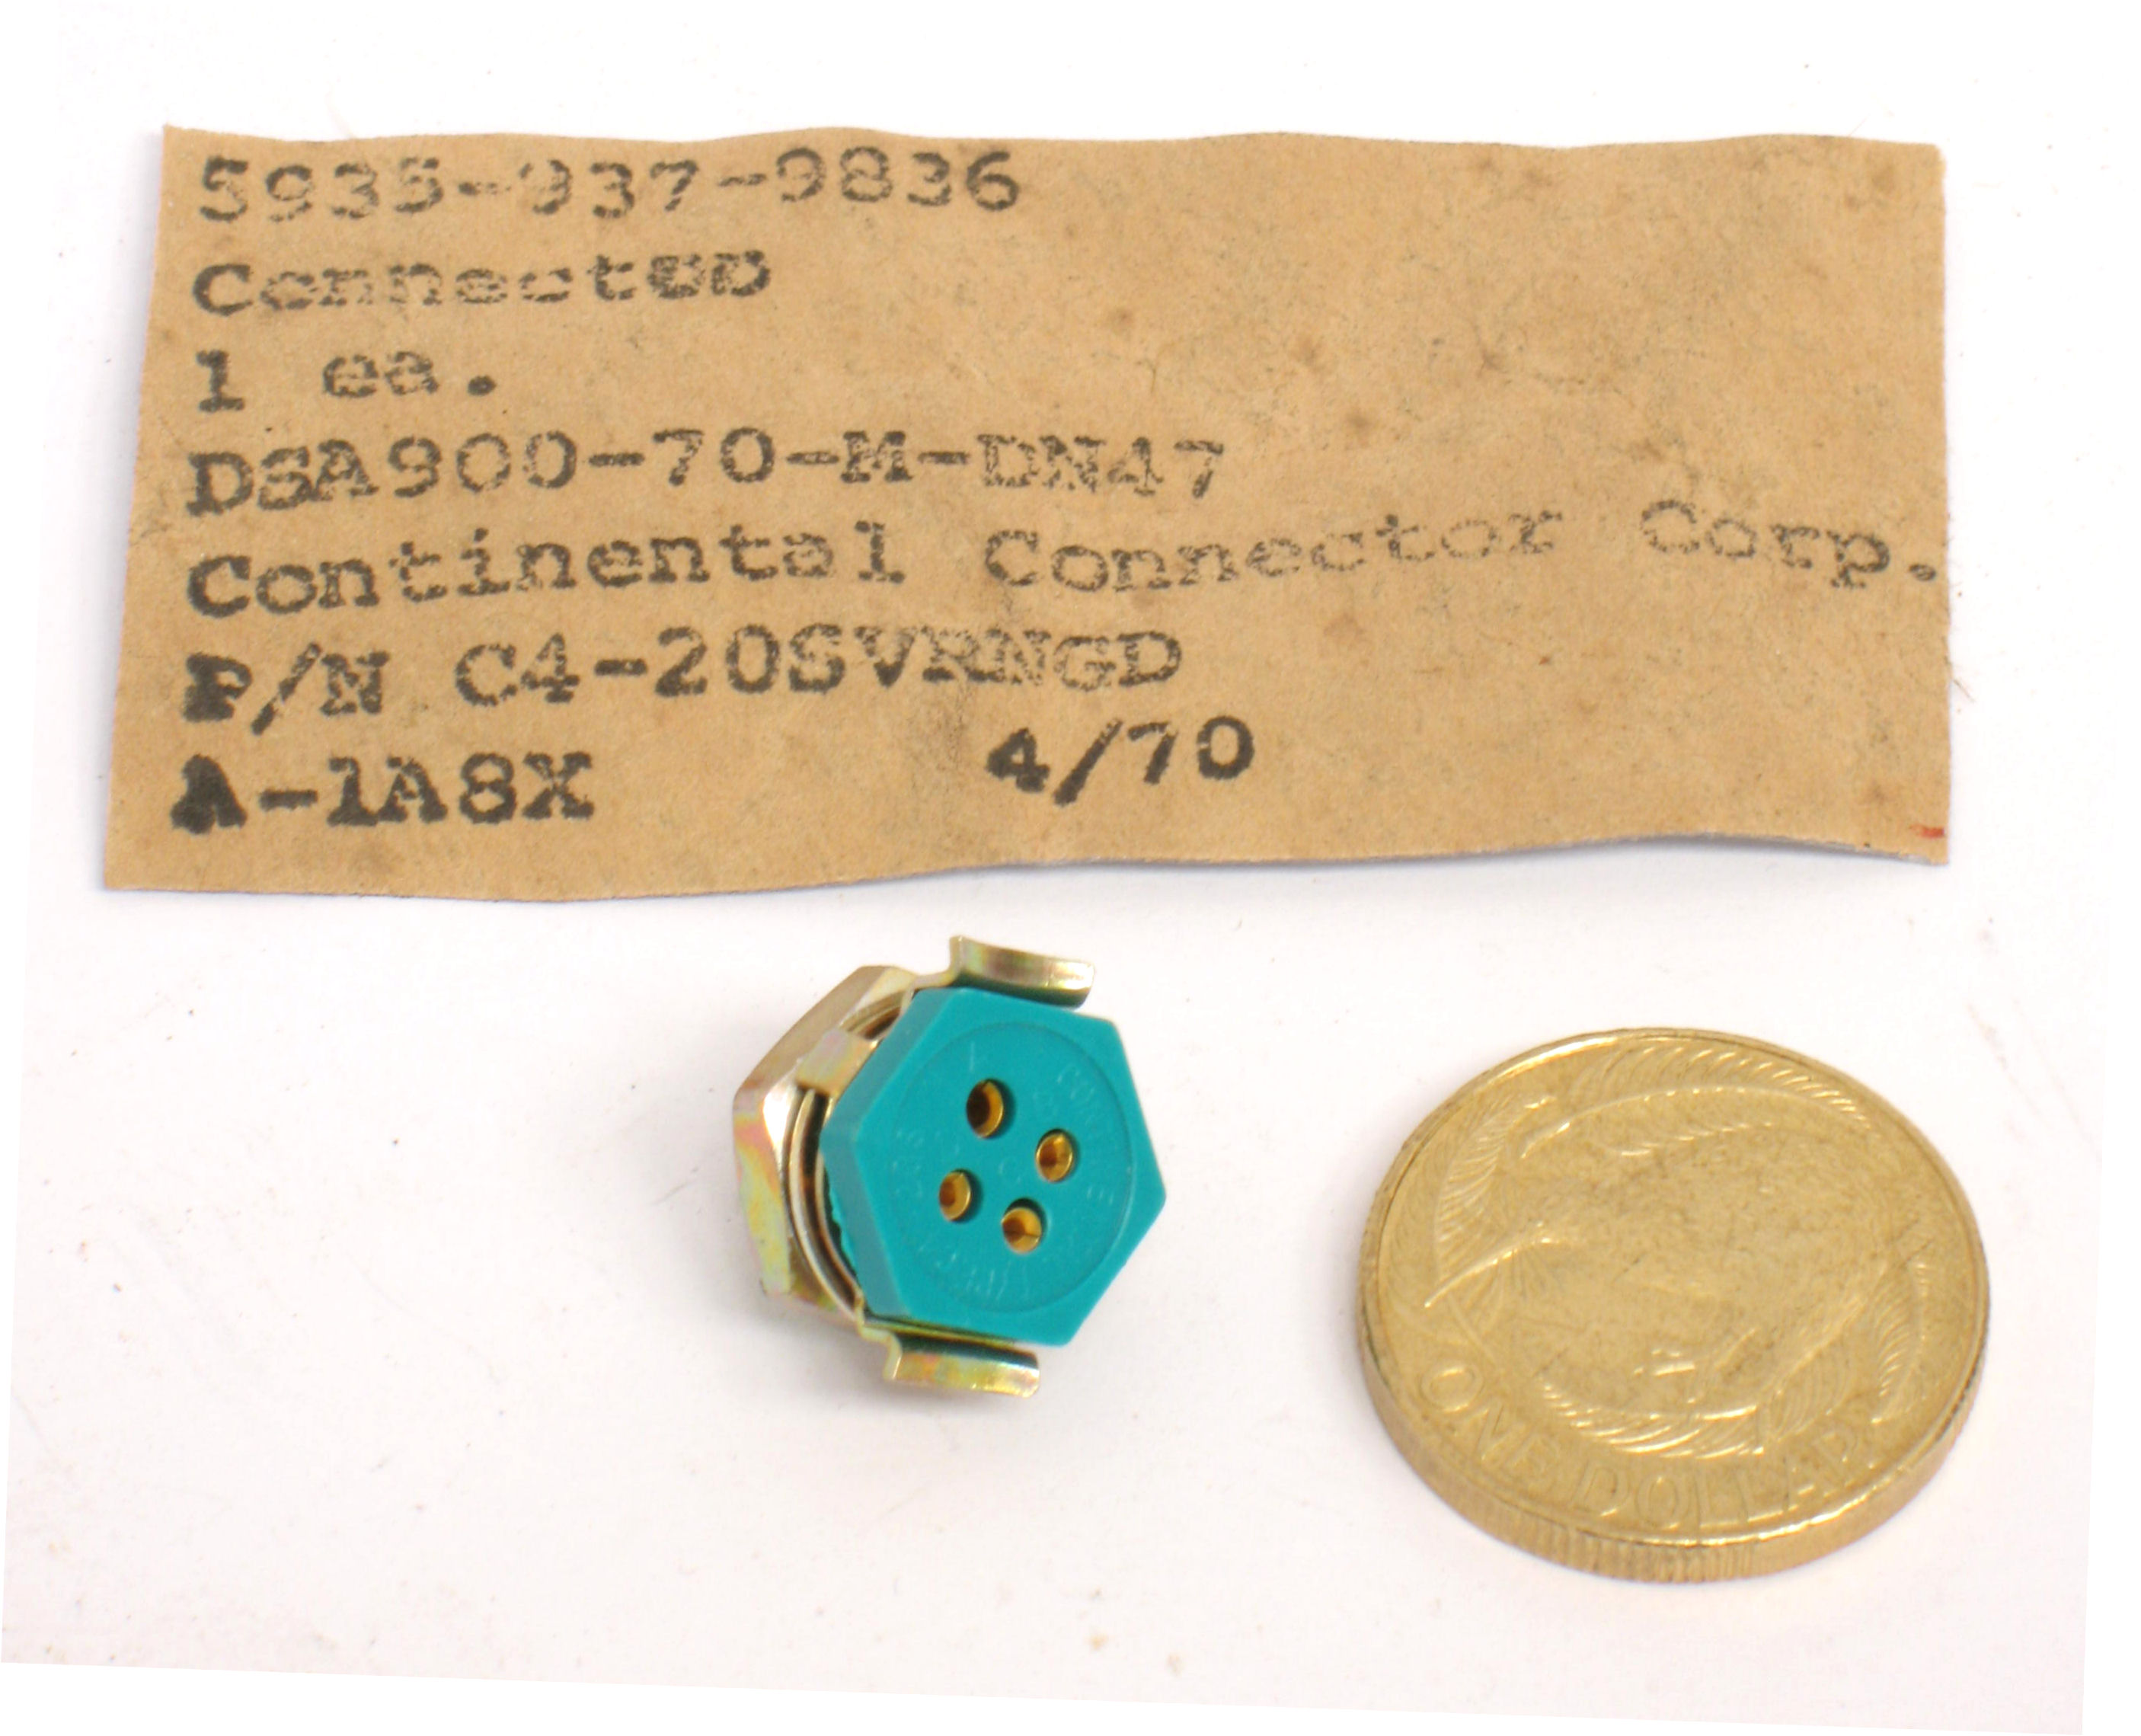 5935-937-9836
Connector
1 ea.
DSA900-70-M-DN47
Continental Connector Corp.
P/N C4-20SVRNGD
A-1A8X 4/70
ONE DOLLAR